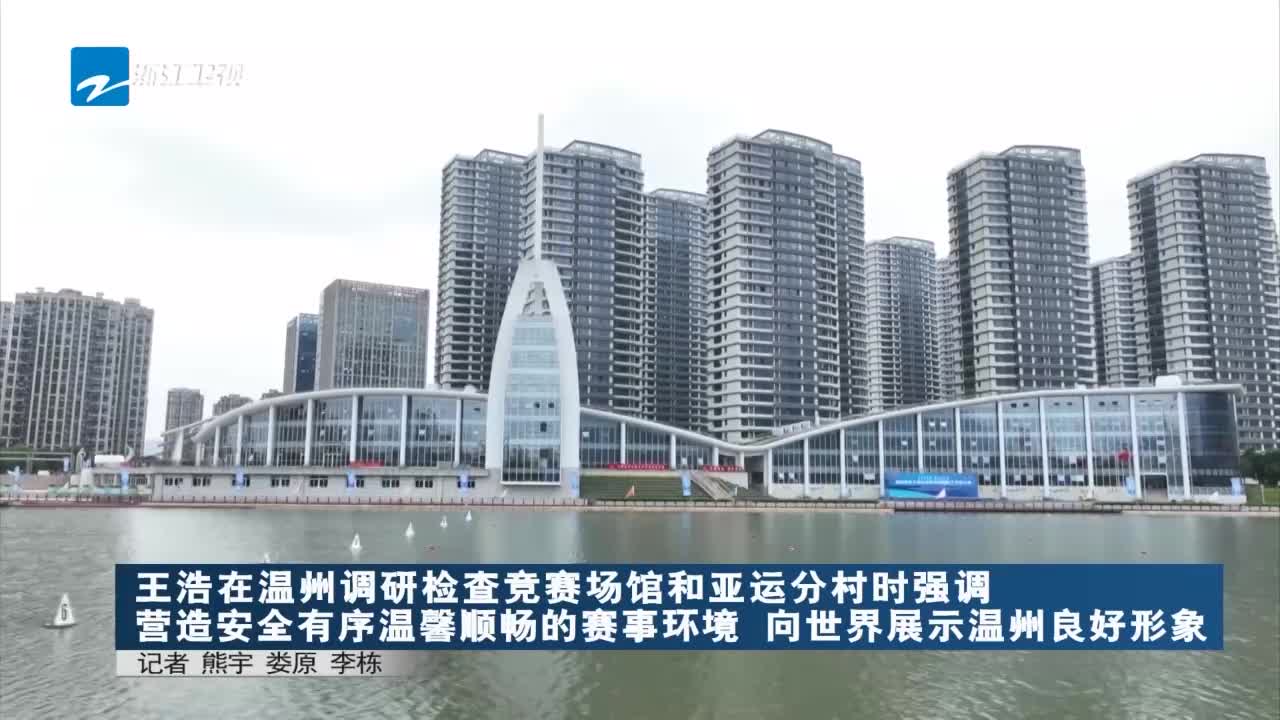 浙江卫视
王浩在温州调研检查竞赛场馆和亚运分村时强调
营造安全有序温馨顺畅的赛事环境 向世界展示温州良好形象
记者 熊宇 娄原 李栋
6